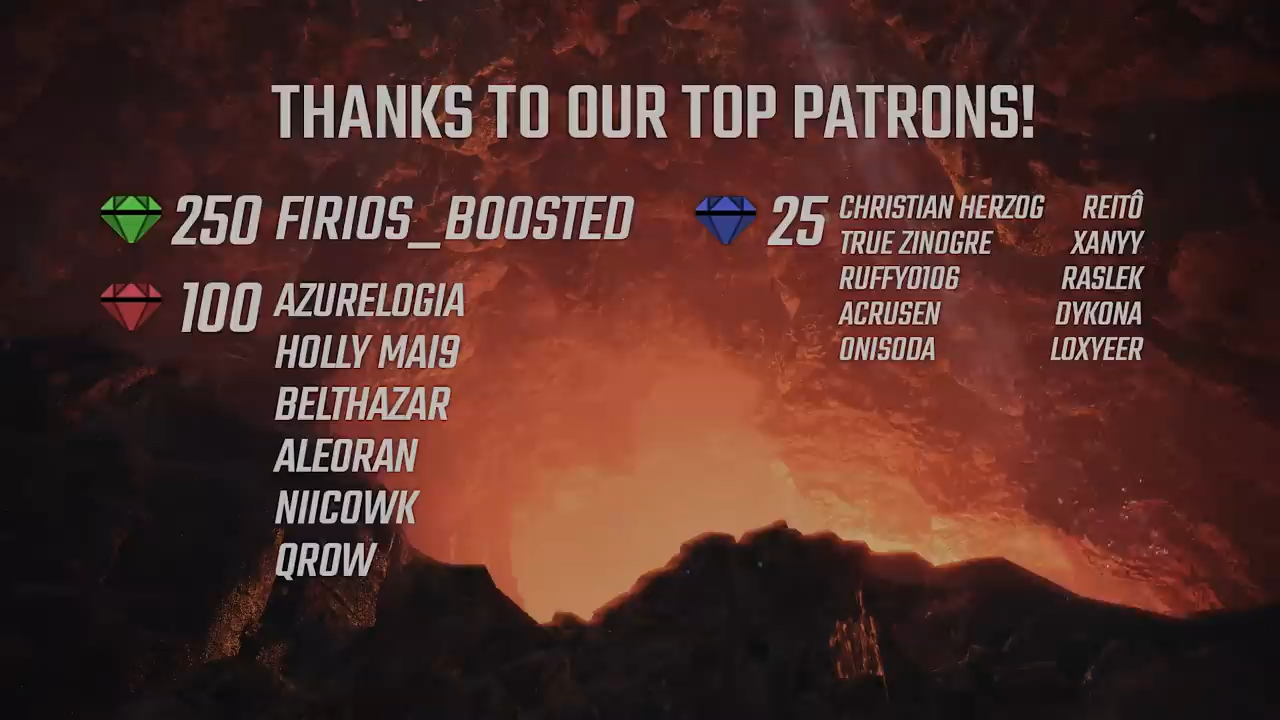 THANKS TO OUR TOP PATRONS!
250 FIRIOS_BOOSTED
100 AZURELOGIA
HOLLY MAI9
BELTHAZAR
ALEORAN
NIICOWK
QROW
25 CHRISTIAN HERZOG REITÔ
TRUE ZINOGRE XANYY
RUFFY0106 RASLEK
ACRUSEN DYKONA
ONISODA LOXYEER